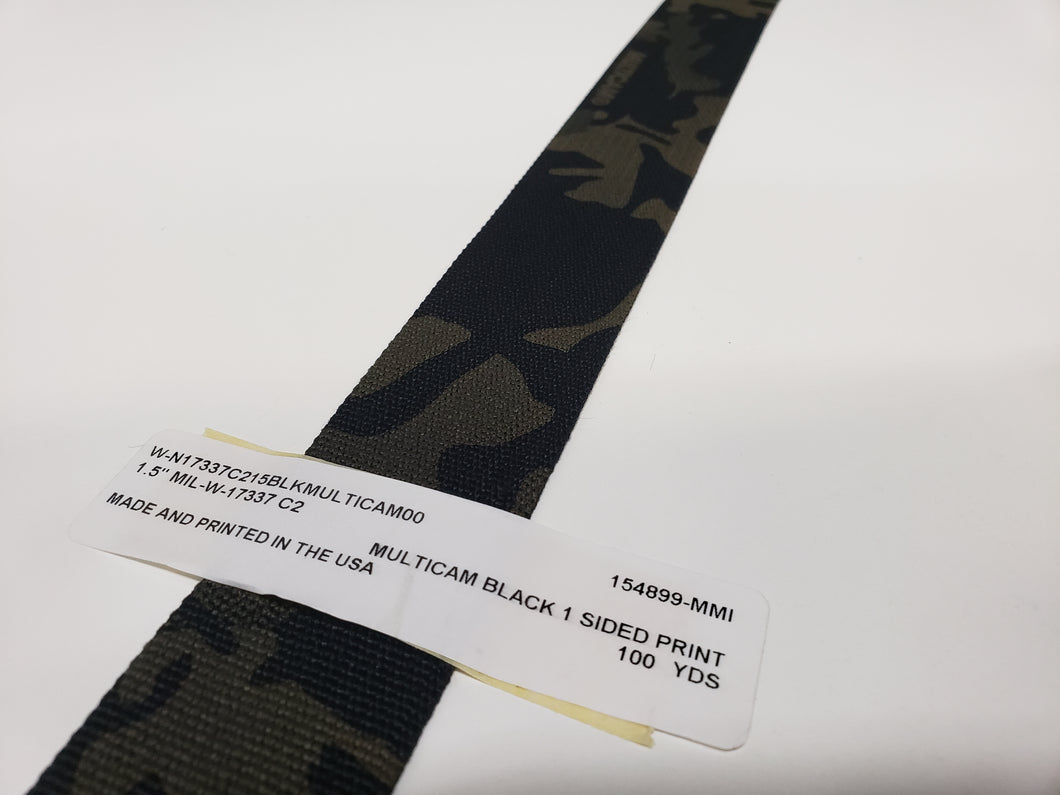 W-N17337C215BLKMULTICAM00
1.5" MIL-W-17337 C2
154899-MMI
MULTICAM BLACK 1 SIDED PRINT
MADE AND PRINTED IN THE USA
100 YDS